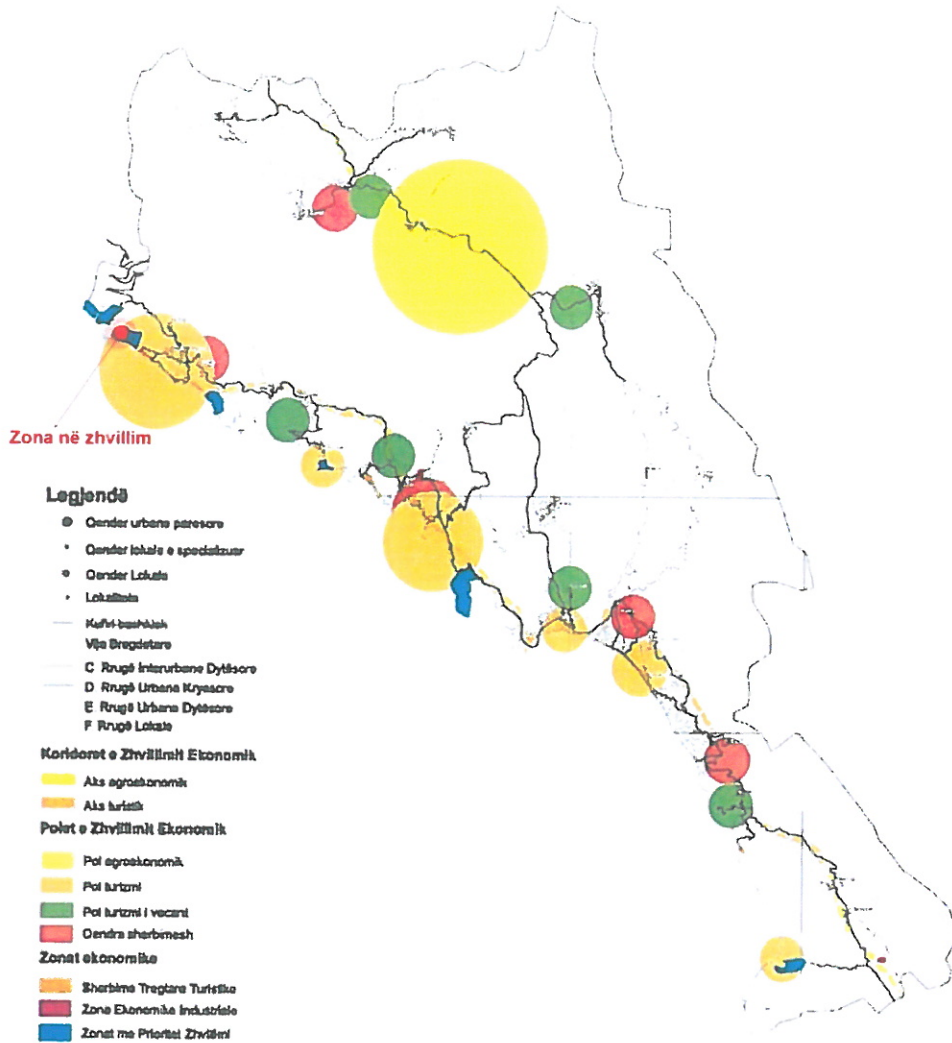 Zona në zhvillim
Legjendë
Qender urbane paresore
Qender lokale e specializuar
Qender Lokale
Lokalitete
Kufiri bashkiak
Vija Bregdetare
C Rrugë Interurbane Dytësore
D Rrugë Urbane Kryesore
E Rrugë Urbane Dytësore
F Rrugë Lokale
Koridoret e Zhvillimit Ekonomik
Aks agroekonomik
Aks turistik
Polet e Zhvillimit Ekonomik
Pol agroekonomik
Pol turizmi
Pol turizmi i vecant
Qendra sherbimesh
Zonat ekonomike
Sherbime Tregtare Turistike
Zona Ekonomike Industriale
Zonat me Prioritet Zhvillimi